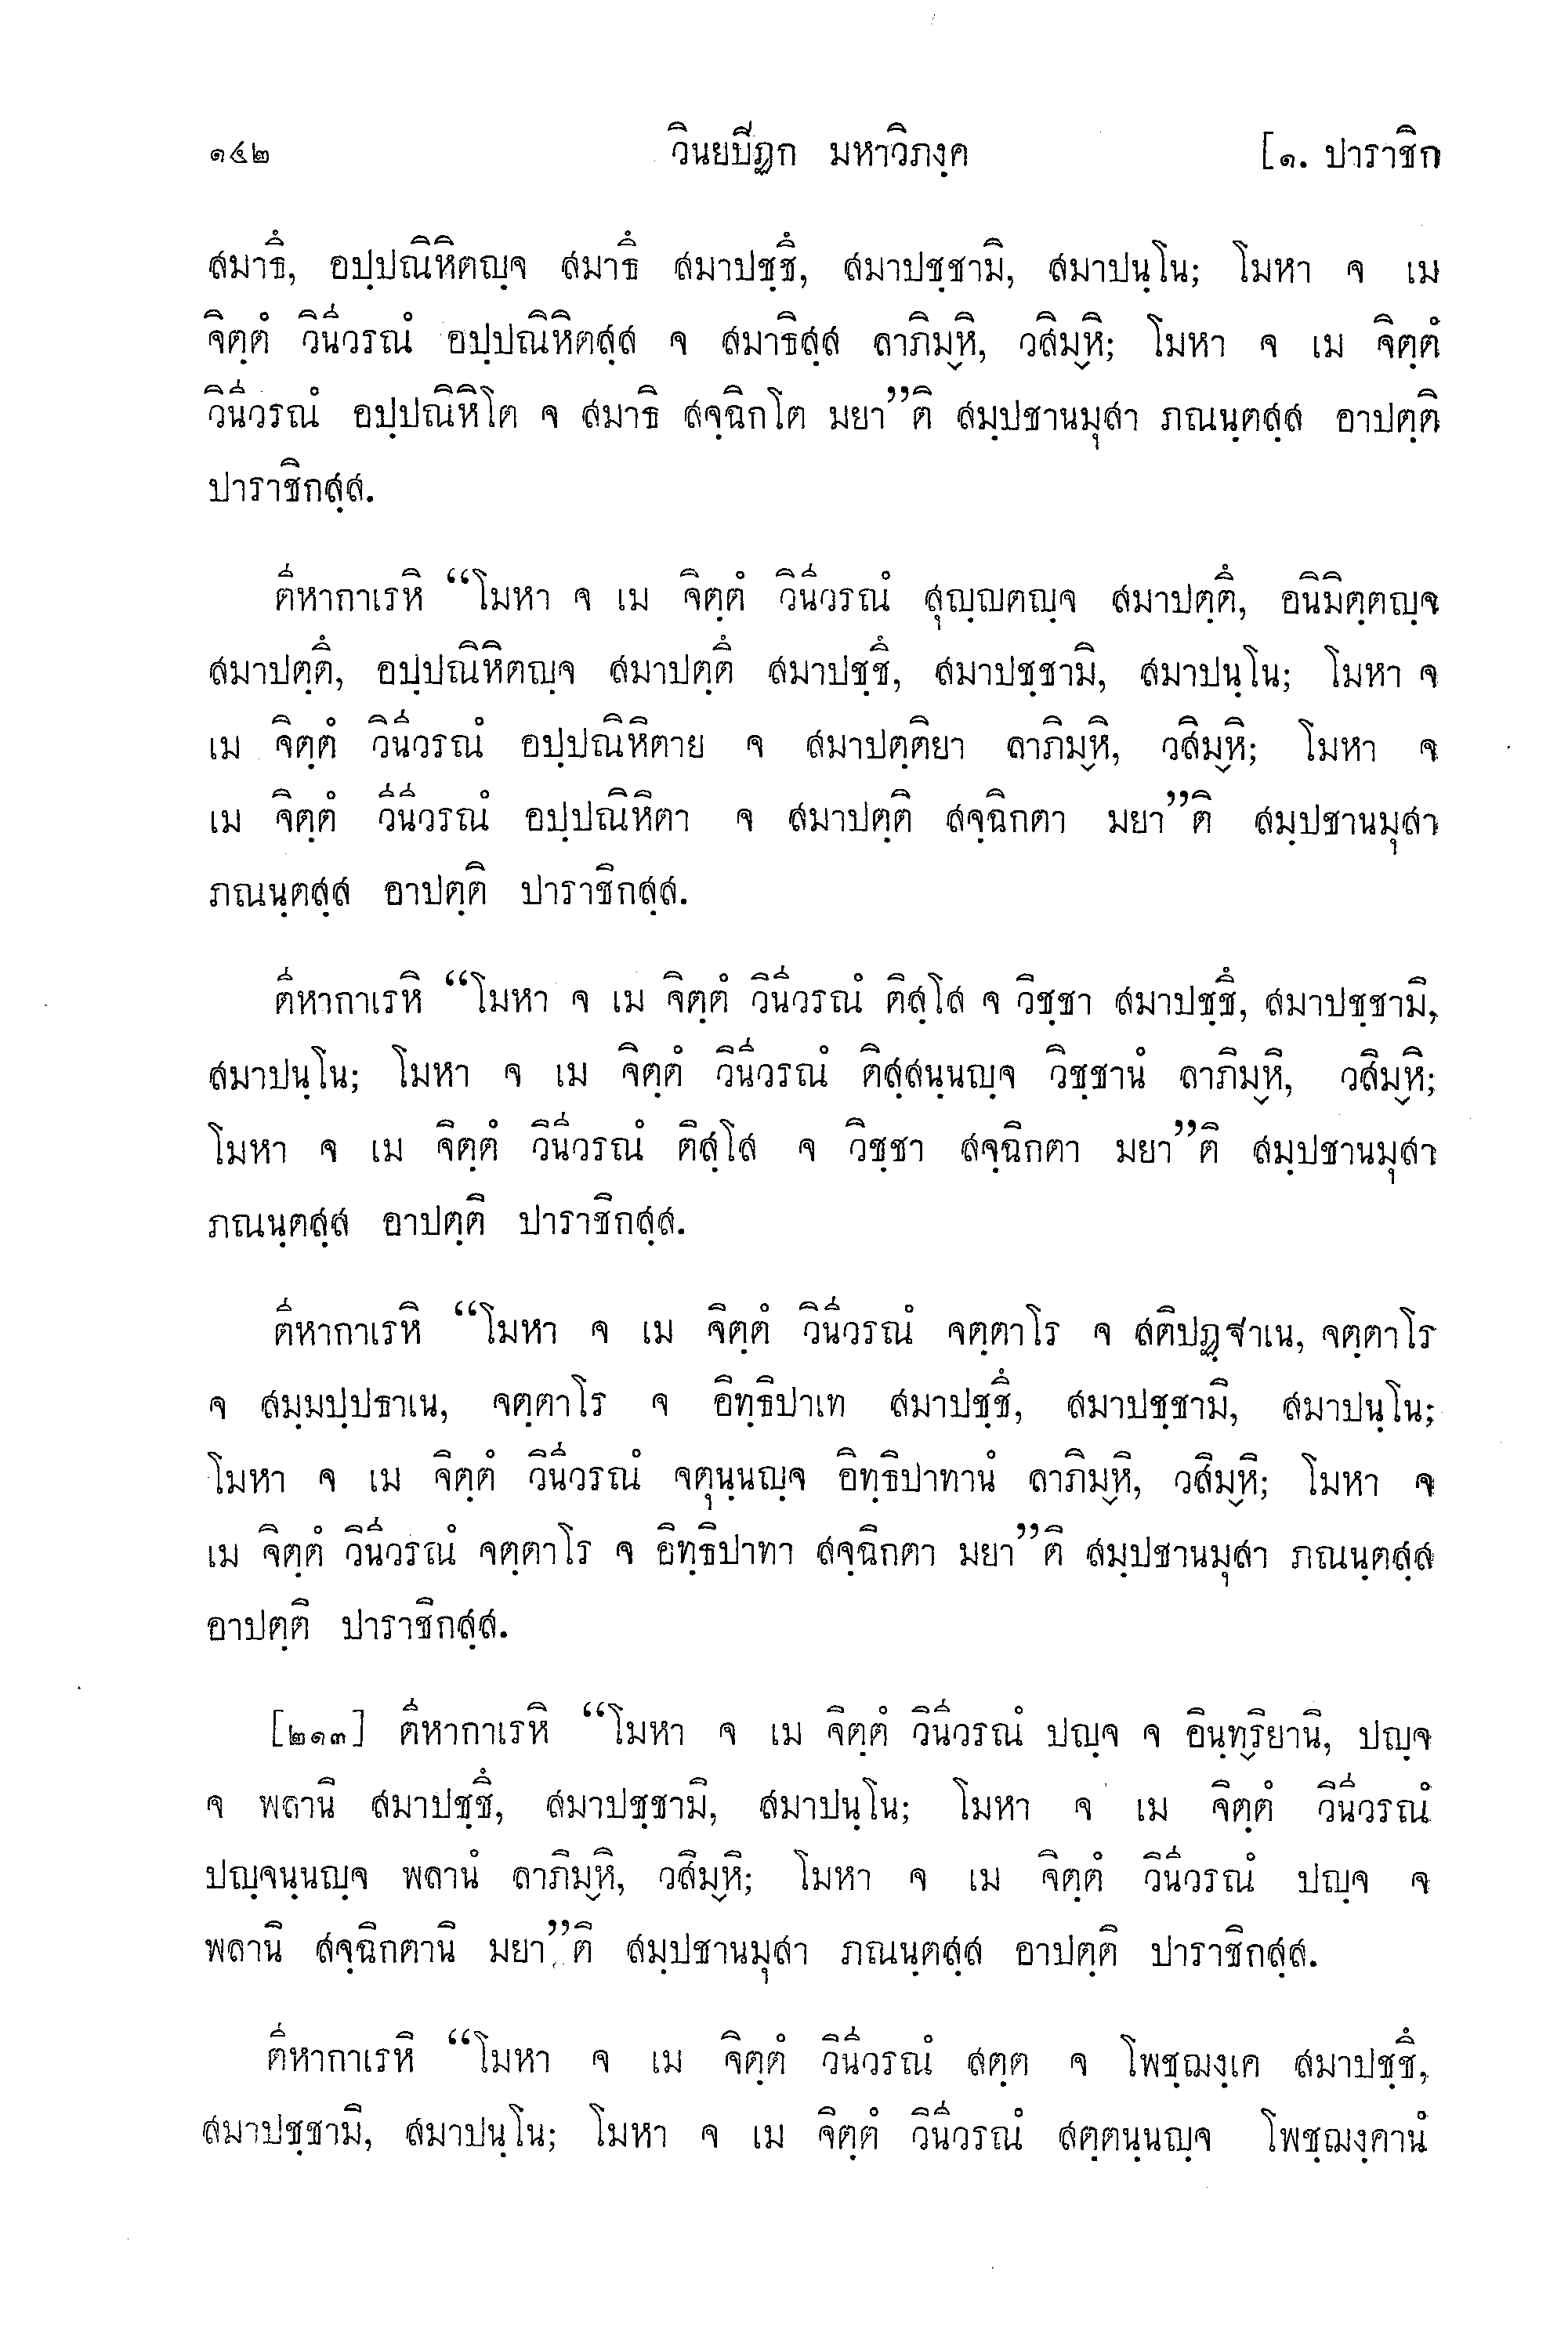 ๑๔๒ วินยปิฏก มหาวิภงฺค [๑. ปาราชิก
สมาธึ, อปฺปณิหิตญฺจ สมาธึ สมาปชฺชึ, สมาปชฺชามิ, สมาปนฺโน; โมหา จ เม
จิตฺตํ วินีวรณํ อปฺปณิหิตสฺส จ สมาธิสฺส ลาภิม๎หิ, วสิม๎หิ; โมหา จ เม จิตฺตํ
วินีวรณํ อปฺปณิหิโต จ สมาธิ สจฺฉิกโต มยา”ติ สมฺปชานมุสา ภณนฺตสฺส อาปตฺติ
ปาราชิกสฺส.
ตีหากาเรหิ “โมหา จ เม จิตฺตํ วินีวรณํ สุญฺญตญฺจ สมาปตฺตึ, อนิมิตฺตญฺจ
สมาปตฺตึ, อปฺปณิหิตญฺจ สมาปตฺตึ สมาปชฺชึ, สมาปชฺชามิ, สมาปนฺโน; โมหา จ
เม จิตฺตํ วินีวรณํ อปฺปณิหิตาย จ สมาปตฺติยา ลาภิม๎หิ, วสิม๎หิ; โมหา จ
เม จิตฺตํ วีนีวรณํ อปฺปณิหิตา จ สมาปตฺติ สจฺฉิกตา มยา”ติ สมฺปชานมุสา
ภณนฺตสฺส อาปตฺติ ปาราชิกสฺส.
ตีหากาเรหิ “โมหา จ เม จิตฺตํ วินีวรณํ ติสฺโส จ วิชฺชา สมาปชฺชึ, สมาปชฺชามิ,
สมาปนฺโน; โมหา จ เม จิตฺตํ วินีวรณํ ติสฺสนฺนญฺจ วิชฺชานํ ลาภิม๎หิ, วสิม๎หิ;
โมหา จ เม จิตฺตํ วินีวรณํ ติสฺโส จ วิชฺชา สจฺฉิกตา มยา”ติ สมฺปชานมุสา
ภณนฺตสฺส อาปตฺติ ปาราชิกสฺส.
ตีหากาเรหิ “โมหา จ เม จิตฺตํ วินีวรณํ จตฺตาโร จ สติปฏฺฐาเน, จตฺตาโร
จ สมฺมปฺปธาเน, จตฺตาโร จ อิทฺธิปาเท สมาปชฺชึ, สมาปชฺชามิ, สมาปนฺโน;
โมหา จ เม จิตฺตํ วินีวรณํ จตุนฺนญฺจ อิทฺธิปาทานํ ลาภิม๎หิ, วสิม๎หิ; โมหา จ
เม จิตฺตํ วินีวรณํ จตฺตาโร จ อิทฺธิปาทา สจฺฉิกตา มยา”ติ สมฺปชานมุสา ภณนฺตสฺส
อาปตฺติ ปาราชิกสฺส.
[๒๑๓] ตีหากาเรหิ “โมหา จ เม จิตฺตํ วินีวรณํ ปญฺจ จ อินฺท๎ริยานิ, ปญฺจ
จ พลานิ สมาปชฺชึ, สมาปชฺชามิ, สมาปนฺโน; โมหา จ เม จิตฺตํ วินีวรณํ
ปญฺจนฺนญฺจ พลานํ ลาภิม๎หิ, วสิม๎หิ; โมหา จ เม จิตฺตํ วินีวรณํ ปญฺจ จ
พลานิ สจฺฉิกตานิ มยา”ติ สมฺปชานมุสา ภณนฺตสฺส อาปตฺติ ปาราชิกสฺส.
ตีหากาเรหิ “โมหา จ เม จิตฺตํ วินีวรณํ สตฺต จ โพชฺฌงฺเค สมาปชฺชึ,
สมาปชฺชามิ, สมาปนฺโน; โมหา จ เม จิตฺตํ วินีวรณํ สตฺตนฺนญฺจ โพชฺฌงฺคานํ